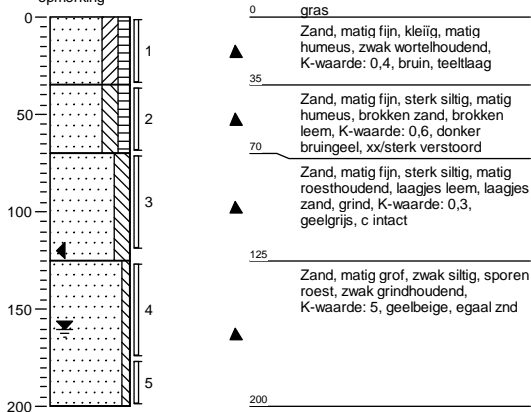 opmerking
0
50
100
150
200
1
2
3
4
5
0
gras
Zand, matig fijn, kleiïg, matig
humeus, zwak wortelhoudend,
K-waarde: 0,4, bruin, teeltlaag
35
Zand, matig fijn, sterk siltig, matig
humeus, brokken zand, brokken
leem, K-waarde: 0,6, donker
bruingeel, xx/sterk verstoord
70
Zand, matig fijn, sterk siltig, matig
roesthoudend, laagjes leem, laagjes
zand, grind, K-waarde: 0,3,
geelgrijs, c intact
125
Zand, matig grof, zwak siltig, sporen
roest, zwak grindhoudend,
K-waarde: 5, geelbeige, egaal znd
200